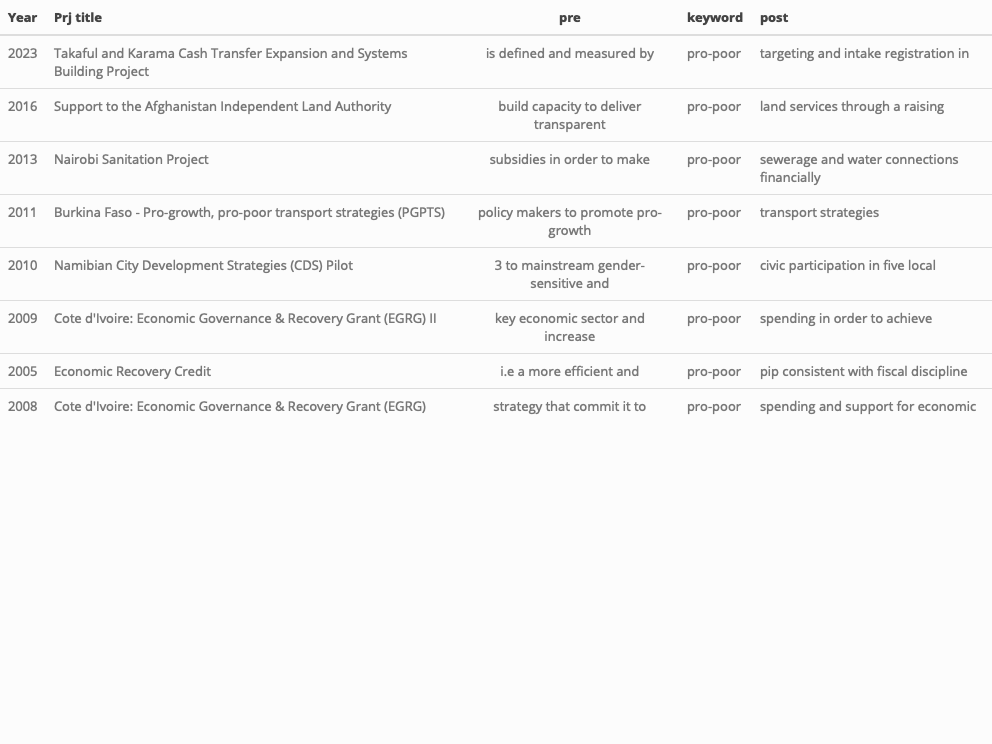 Year Prj title pre keyword post
2023 Takaful and Karama Cash Transfer Expansion and Systems is defined and measured by pro-poor targeting and intake registration in
Building Project
2016 Support to the Afghanistan Independent Land Authority build capacity to deliver pro-poor land services through a raising
transparent
2013 Nairobi Sanitation Project subsidies in order to make pro-poor sewerage and water connections
financially
2011 Burkina Faso - Pro-growth, pro-poor transport strategies (PGPTS) policy makers to promote pro- pro-poor transport strategies
growth
2010 Namibian City Development Strategies (CDS) Pilot 3 to mainstream gender- pro-poor civic participation in five local
sensitive and
2009 Cote d'Ivoire: Economic Governance & Recovery Grant (EGRG) II key economic sector and pro-poor spending in order to achieve
increase
2005 Economic Recovery Credit i.e a more efficient and pro-poor pip consistent with fiscal discipline
2008 Cote d'Ivoire: Economic Governance & Recovery Grant (EGRG) strategy that commit it to pro-poor spending and support for economic